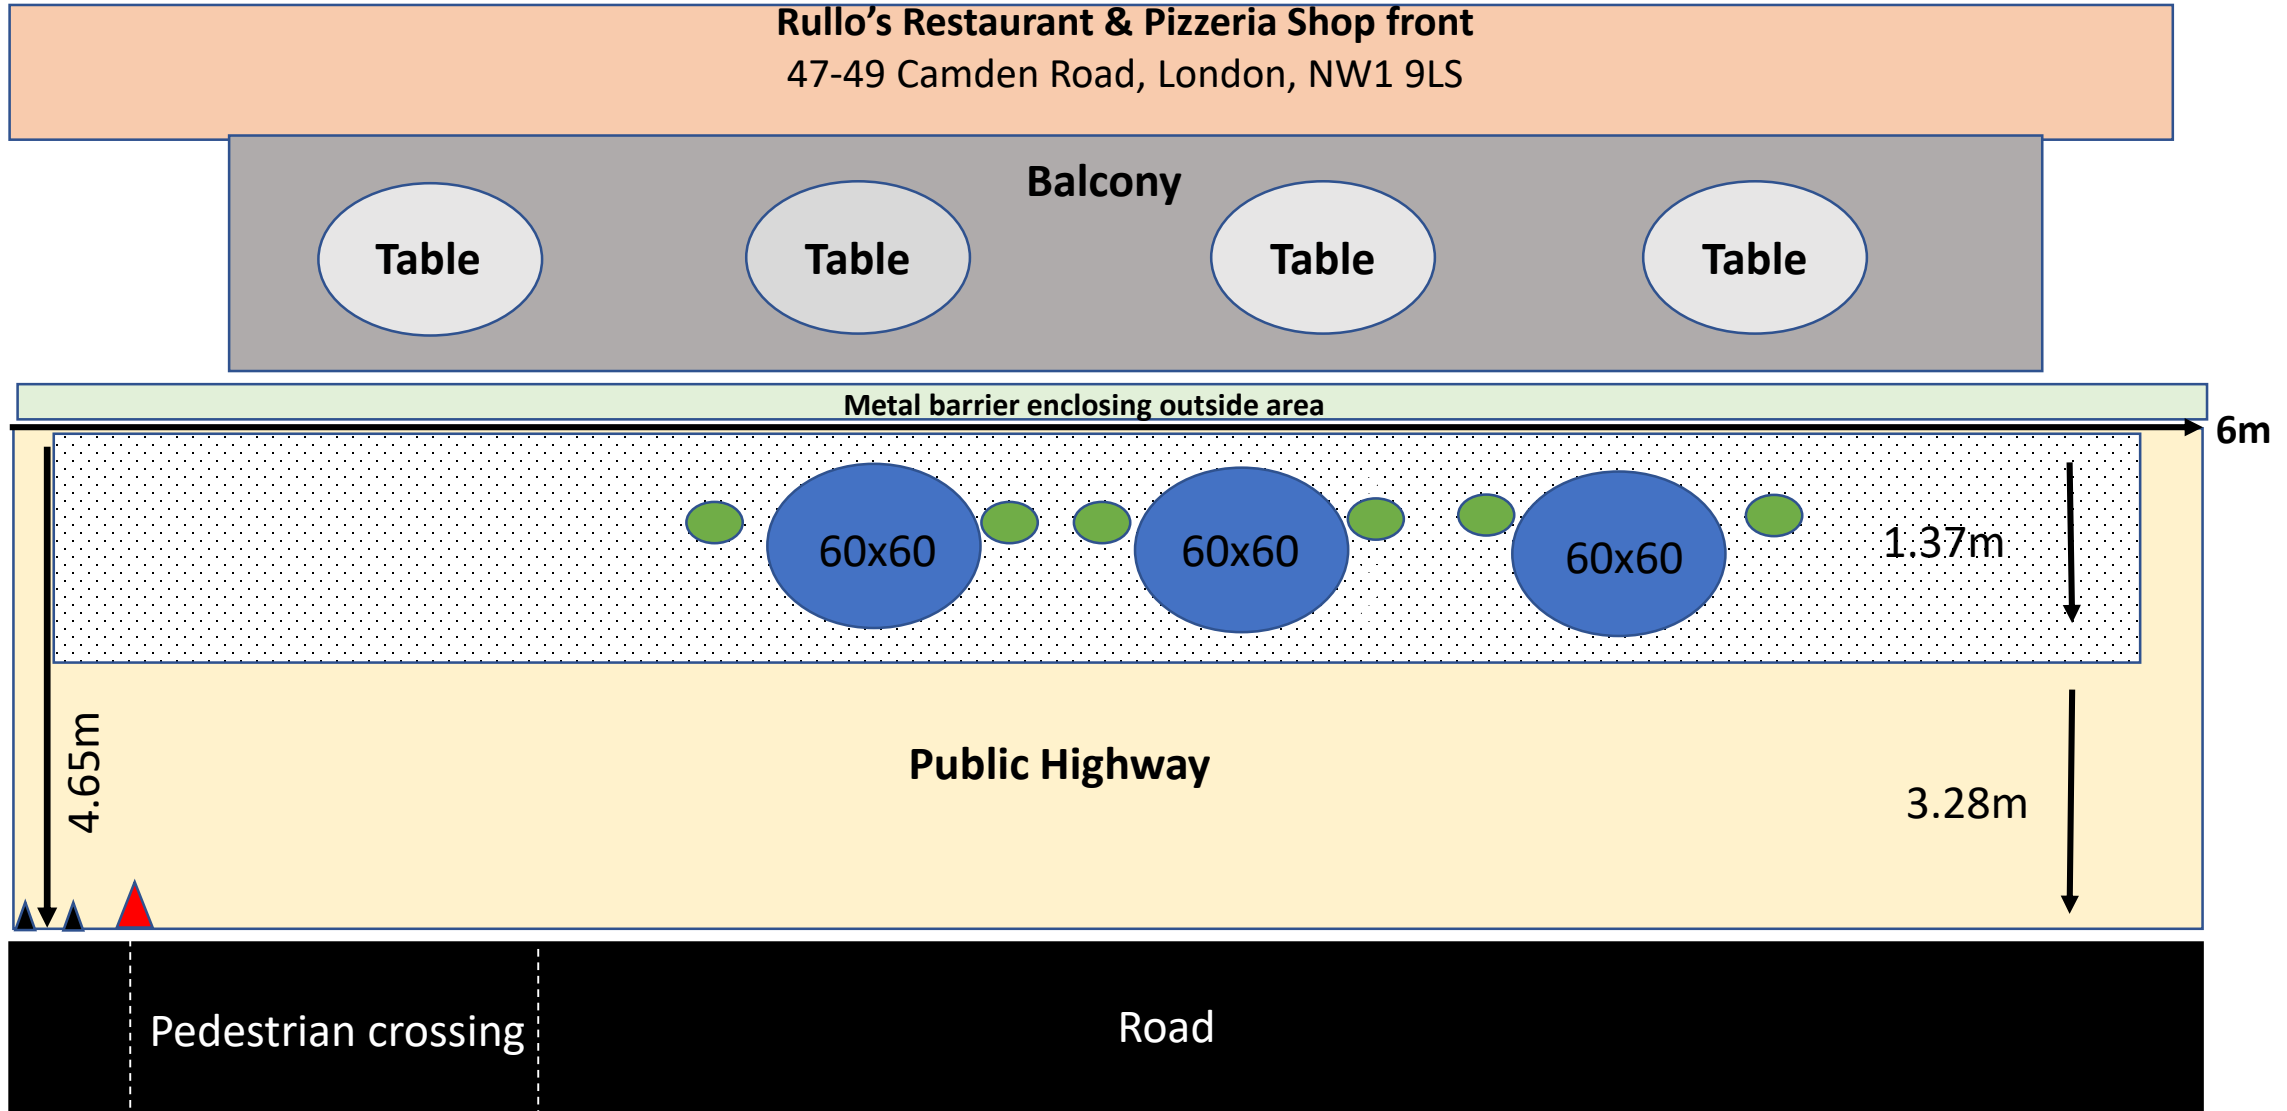 Rullo’s Restaurant & Pizzeria Shop front
47-49 Camden Road, London, NW1 9LS
Balcony
Table
Table
Table
Table
Metal barrier enclosing outside area
6m
60x60
60x60
60x60
1.37m
4.65m
Public Highway
3.28m
Pedestrian crossing
Road